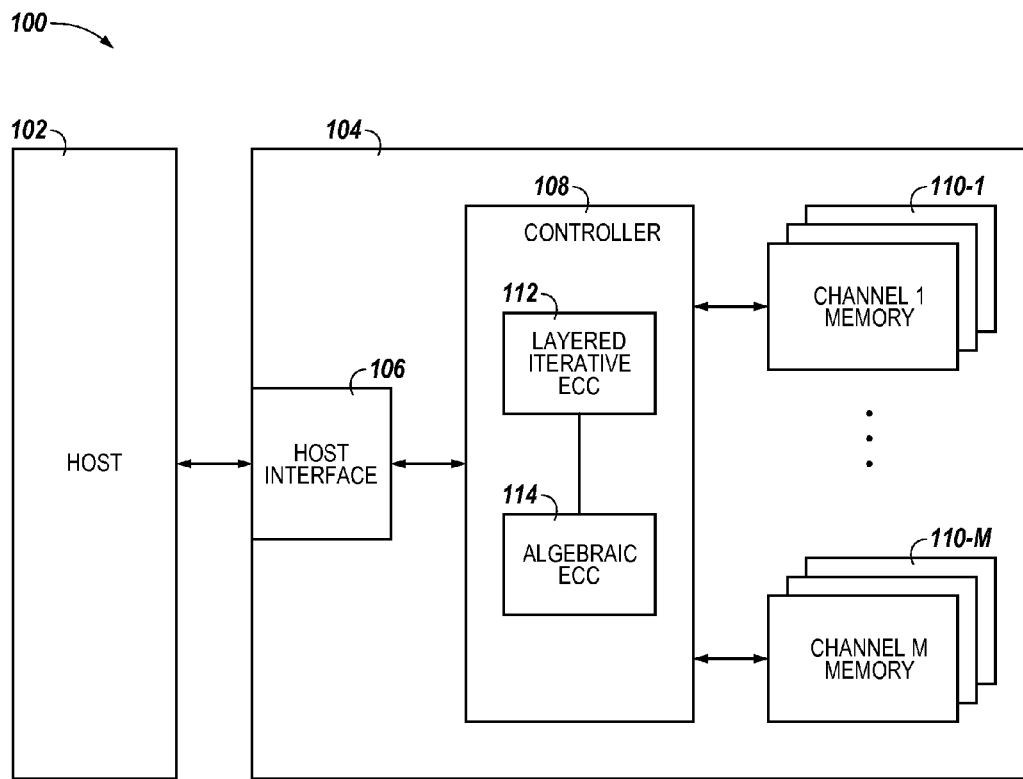 100
102
104
108
110-1
CONTROLLER
CHANNEL 1
MEMORY
112
LAYERED
ITERATIVE
ECC
106
HOST
HOST
INTERFACE
114
ALGEBRAIC
ECC
110-M
CHANNEL M
MEMORY